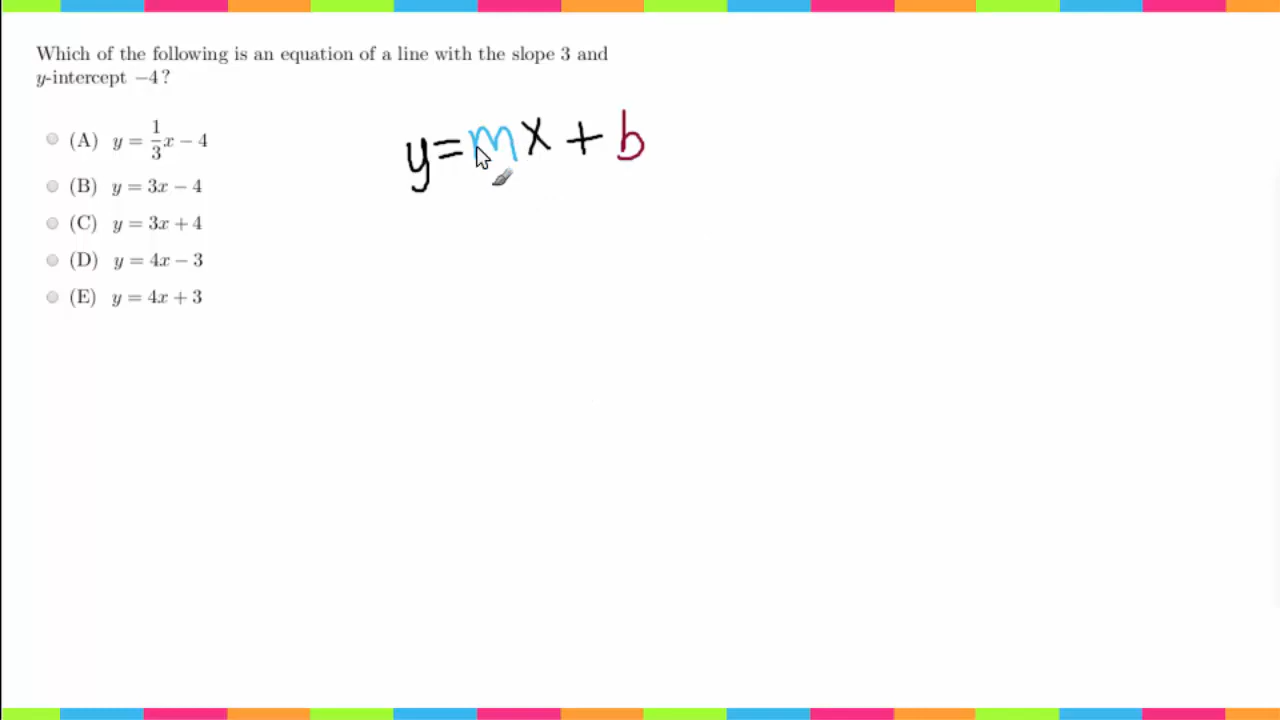 Which of the following is an equation of a line with the slope 3 and
y-intercept −4?
(A) y = 1/3 x − 4
(B) y = 3x − 4
(C) y = 3x + 4
(D) y = 4x − 3
(E) y = 4x + 3
y = mx + b